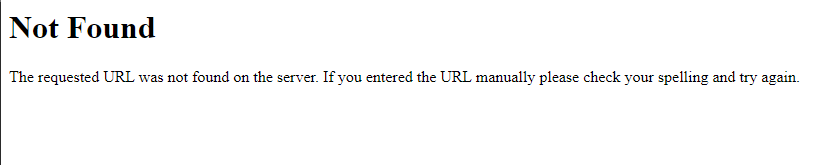 Not Found
The requested URL was not found on the server. If you entered the URL manually please check your spelling and try again.